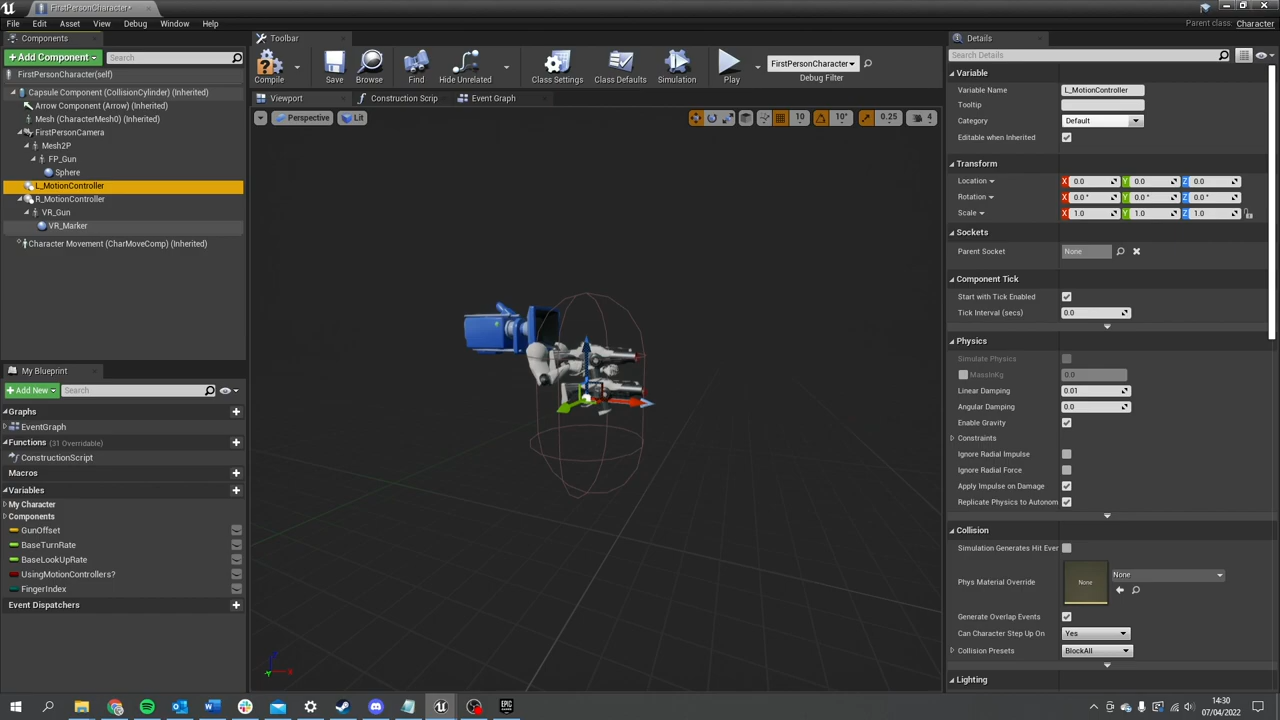 FirstPersonCharacter*
File Edit Asset View Debug Window Help
Parent class: Character
Components
Toolbar
Details
+Add Component
Search
Compile
Save
Browse
Find
Hide Unrelated
Class Settings
Class Defaults
Simulation
Play
FirstPersonCharacter
Debug Filter
Search Details
FirstPersonCharacter(self)
Capsule Component (CollisionCylinder) (Inherited)
Arrow Component (Arrow) (Inherited)
Mesh (CharacterMesh0) (Inherited)
FirstPersonCamera
Mesh2P
FP_Gun
Sphere
L_MotionController
R_MotionController
VR_Gun
VR_Marker
Character Movement (CharMoveComp) (Inherited)
My Blueprint
+Add New
Search
Graphs
EventGraph
Functions (31 Overridable)
ConstructionScript
Macros
Variables
My Character
Components
GunOffset
BaseTurnRate
BaseLookUpRate
UsingMotionControllers?
FingerIndex
Event Dispatchers
Viewport
Construction Scrip
Event Graph
Perspective
Lit
10
10°
0.25
4
Variable
Variable Name L_MotionController
Tooltip
Category Default
Editable when Inherited
Transform
Location X 0.0 Y 0.0 Z 0.0
Rotation X 0.0 ° Y 0.0 ° Z 0.0 °
Scale X 1.0 Y 1.0 Z 1.0
Sockets
Parent Socket None
Component Tick
Start with Tick Enabled
Tick Interval (secs) 0.0
Physics
Simulate Physics
MassInKg 0.0
Linear Damping 0.01
Angular Damping 0.0
Enable Gravity
Constraints
Ignore Radial Impulse
Ignore Radial Force
Apply Impulse on Damage
Replicate Physics to Autonom
Collision
Simulation Generates Hit Ever
Phys Material Override None None
Generate Overlap Events
Can Character Step Up On Yes
Collision Presets BlockAll
Lighting
14:30
07/04/2022